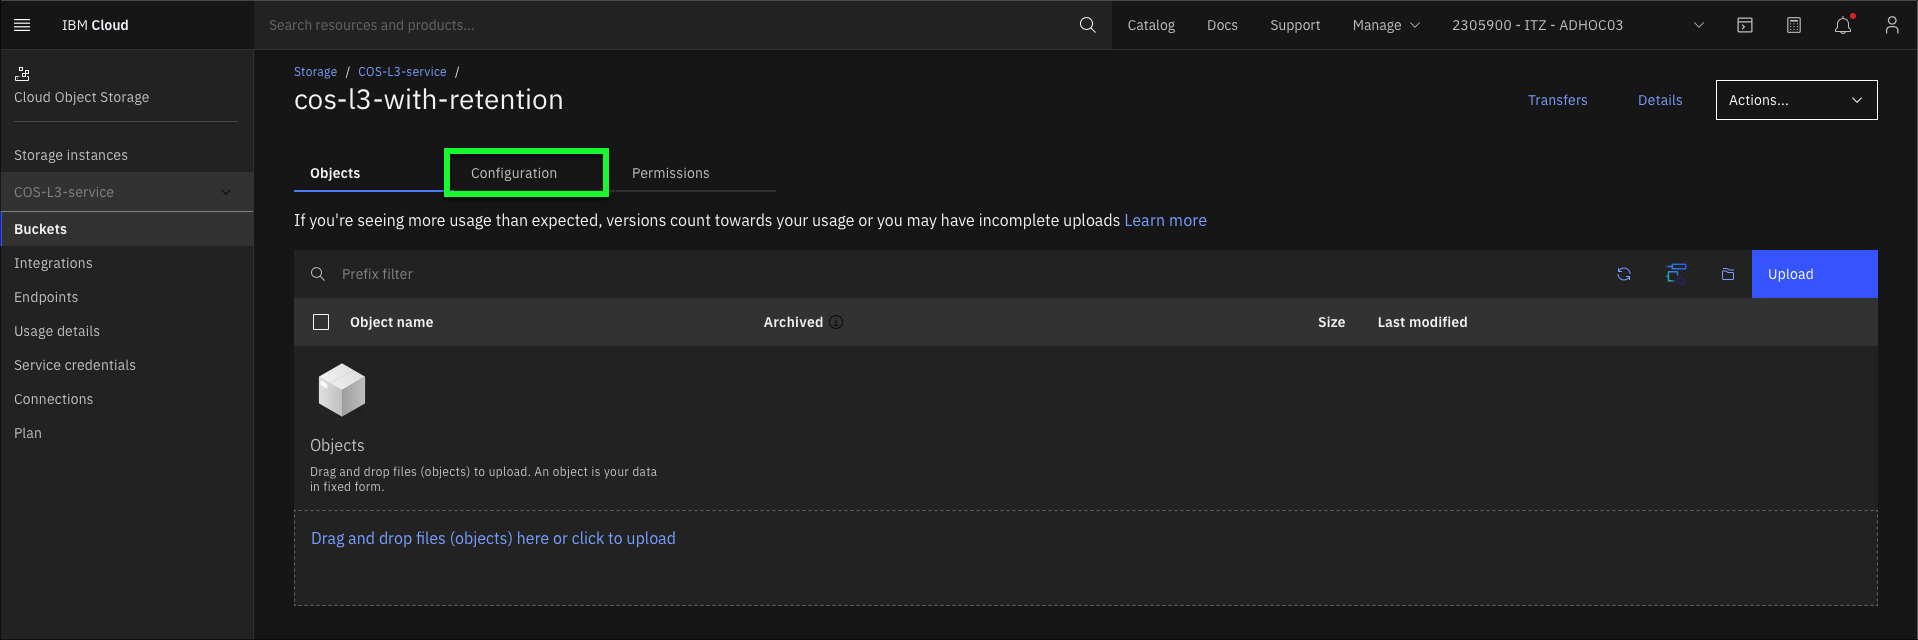 IBM Cloud
Search resources and products...
Catalog
Docs
Support
Manage
2305900 - ITZ - ADHOC03
Cloud Object Storage
Storage instances
COS-L3-service
Buckets
Integrations
Endpoints
Usage details
Service credentials
Connections
Plan
Storage / COS-L3-service /
cos-l3-with-retention
Transfers
Details
Actions...
Objects
Configuration
Permissions
If you're seeing more usage than expected, versions count towards your usage or you may have incomplete uploads Learn more
Prefix filter
Upload
Object name
Archived
Size
Last modified
Objects
Drag and drop files (objects) to upload. An object is your data
in fixed form.
Drag and drop files (objects) here or click to upload